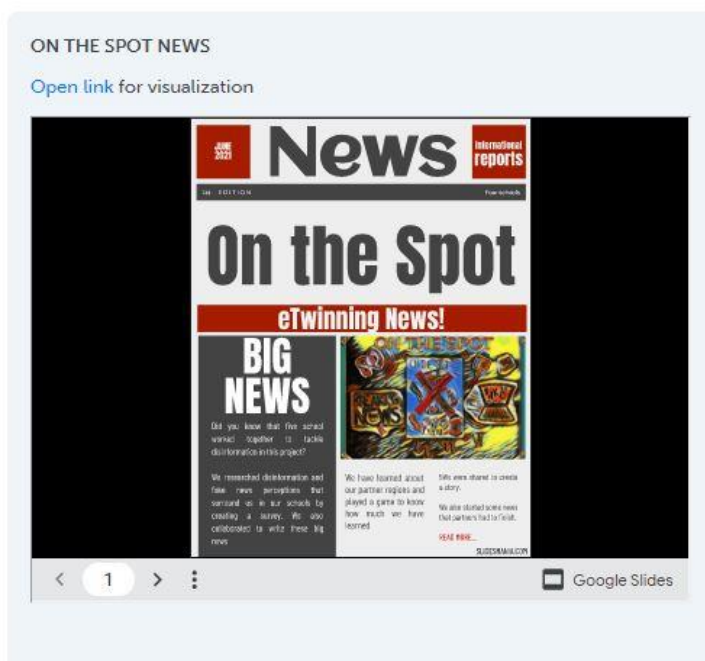 ON THE SPOT NEWS
Open link for visualization
JUNE
2021
News
International
reports
EDITION
On the Spot
eTwinning News!
BIG
NEWS
ON THE SPOT
NEWS
Did you know that five school
worked together to tackle
disinformation in this project?
We researched disinformation and
fake news perceptions that
surround us in our schools by
creating a survey. We also
collaborated to write these big
news
We have learned about
our partner regions and
played a game to know
how much we have
learned
5Ws were shared to create
a story.
We also started some news
that partners had to finish.
READ MORE...
SLIDESMANIA.COM
1
Google Slides